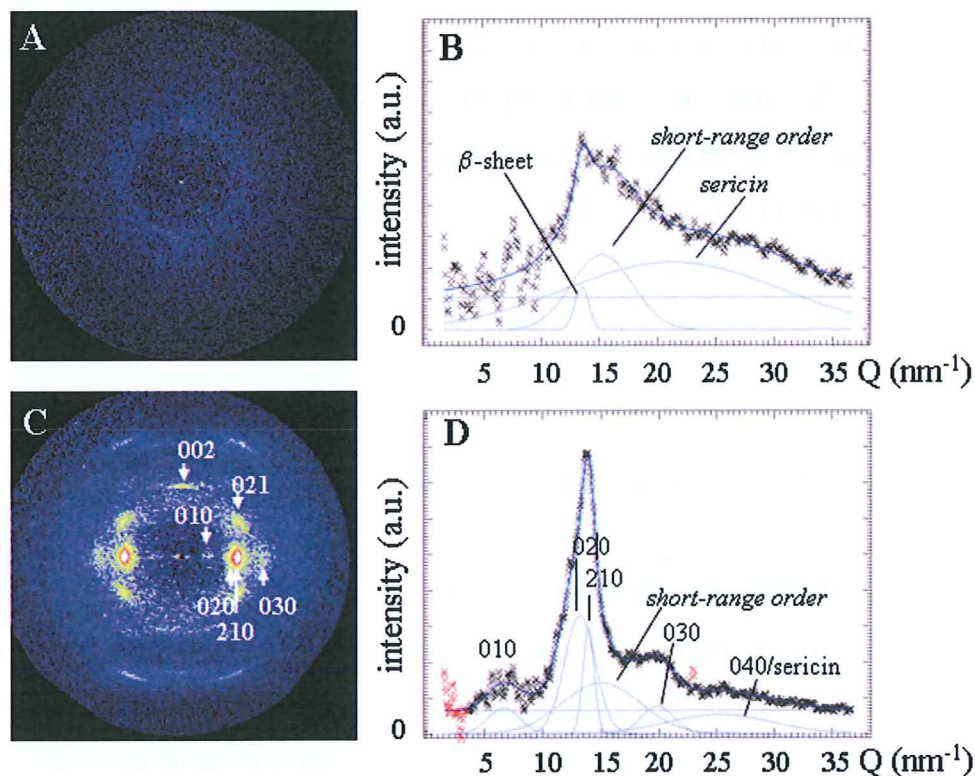 A
B
intensity (a.u.)
β-sheet
short-range order
sericin
0
5 10 15 20 25 30 35 Q (nm⁻¹)
C
002
021
010
020
030
210
D
intensity (a.u.)
010
020
210
short-range order
030
040/sericin
0
5 10 15 20 25 30 35 Q (nm⁻¹)